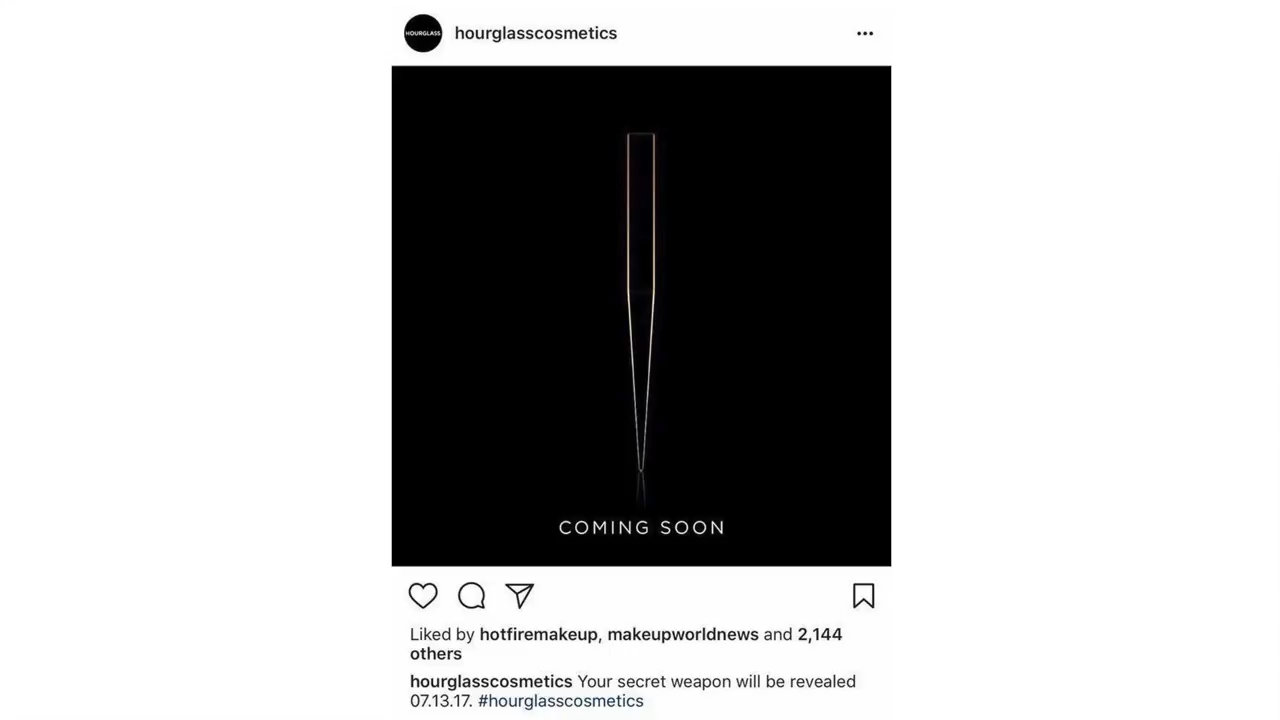 HOURGLASS
hourglasscosmetics
COMING SOON
Liked by hotfiremakeup, makeupworldnews and 2,144
others
hourglasscosmetics Your secret weapon will be revealed
07.13.17. #hourglasscosmetics